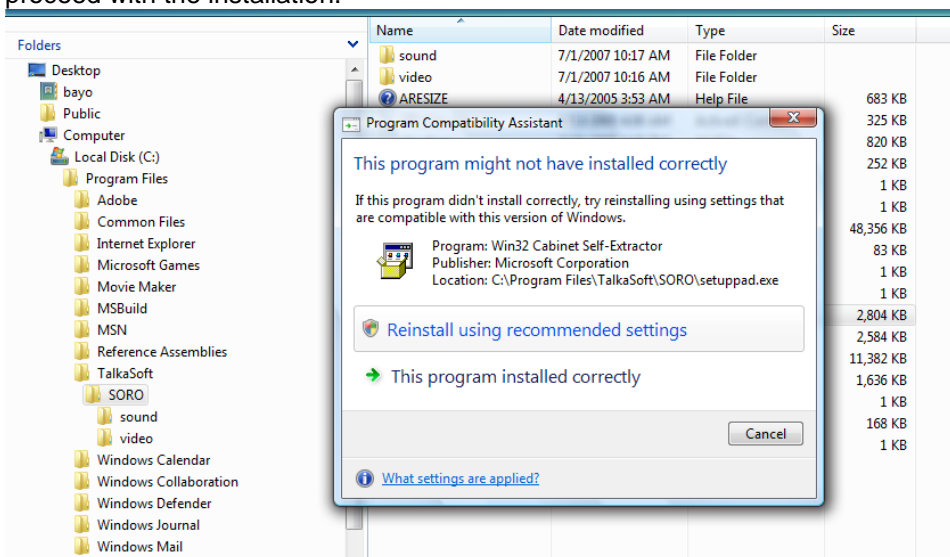 proceed with the installation.
Name Date modified Type Size
Folders
sound 7/1/2007 10:17 AM File Folder
video 7/1/2007 10:16 AM File Folder
ARESIZE 4/13/2005 3:53 AM Help File 683 KB
325 KB
820 KB
252 KB
1 KB
1 KB
48,356 KB
83 KB
1 KB
1 KB
2,804 KB
2,584 KB
11,382 KB
1,636 KB
1 KB
168 KB
1 KB
Desktop
bayo
Public
Computer
Local Disk (C:)
Program Files
Adobe
Common Files
Internet Explorer
Microsoft Games
Movie Maker
MSBuild
MSN
Reference Assemblies
TalkaSoft
SORO
sound
video
Windows Calendar
Windows Collaboration
Windows Defender
Windows Journal
Windows Mail
Program Compatibility Assistant
This program might not have installed correctly
If this program didn't install correctly, try reinstalling using settings that
are compatible with this version of Windows.
Program: Win32 Cabinet Self-Extractor
Publisher: Microsoft Corporation
Location: C:\Program Files\TalkaSoft\SORO\setuppad.exe
Reinstall using recommended settings
This program installed correctly
Cancel
What settings are applied?